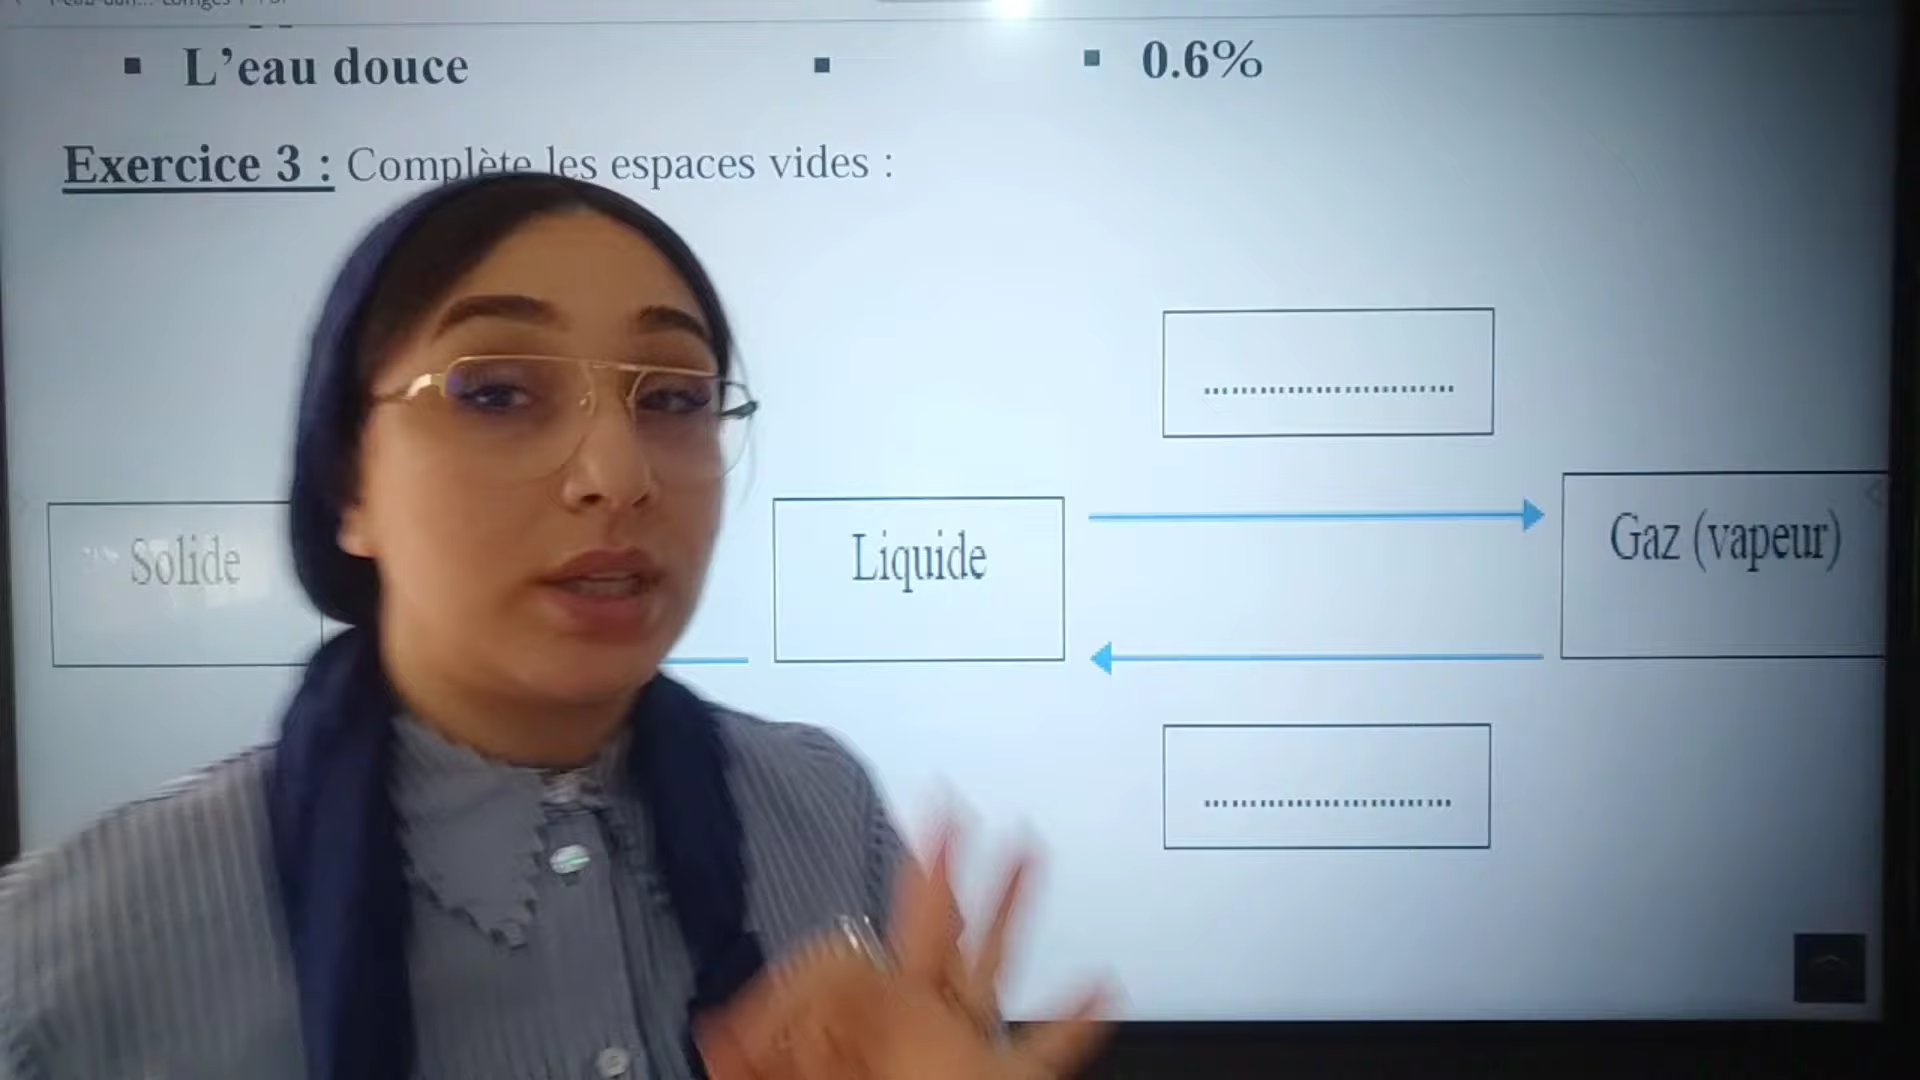 ▪ L’eau douce ▪ ▪ 0.6%
Exercice 3 : Complète les espaces vides :
...........................
Solide Liquide Gaz (vapeur)
...........................